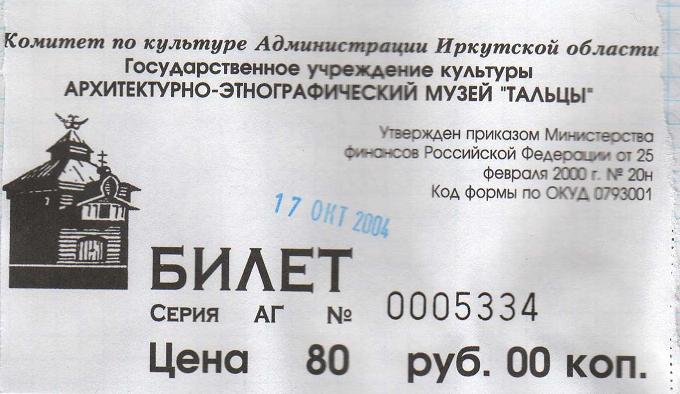 Комитет по культуре Администрации Иркутской области
Государственное учреждение культуры
АРХИТЕКТУРНО-ЭТНОГРАФИЧЕСКИЙ МУЗЕЙ "ТАЛЬЦЫ"
Утвержден приказом Министерства
финансов Российской Федерации от 25
февраля 2000 г. № 20н
Код формы по ОКУД 0793001
17 ОКТ 2004
БИЛЕТ
СЕРИЯ АГ № 0005334
Цена 80 руб. 00 коп.